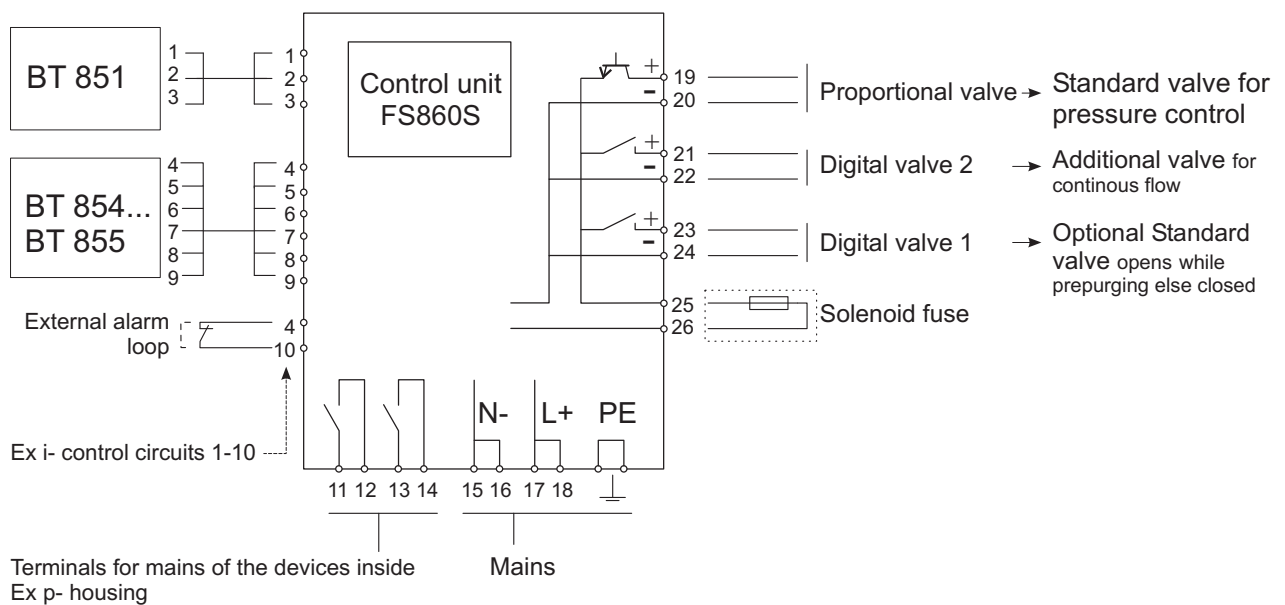 BT 851
1
2
3
1
2
3
Control unit
FS860S
+
-
19
20
Proportional valve
Standard valve for
pressure control
BT 854...
BT 855
4
5
6
7
8
9
4
5
6
7
8
9
+
-
21
22
Digital valve 2
Additional valve for
continous flow
+
-
23
24
Digital valve 1
Optional Standard
valve opens while
prepurging else closed
25
26
Solenoid fuse
External alarm
loop
4
10
Ex i- control circuits 1-10
N-
L+
PE
11 12 13 14 15 16 17 18
Terminals for mains of the devices inside
Ex p- housing
Mains